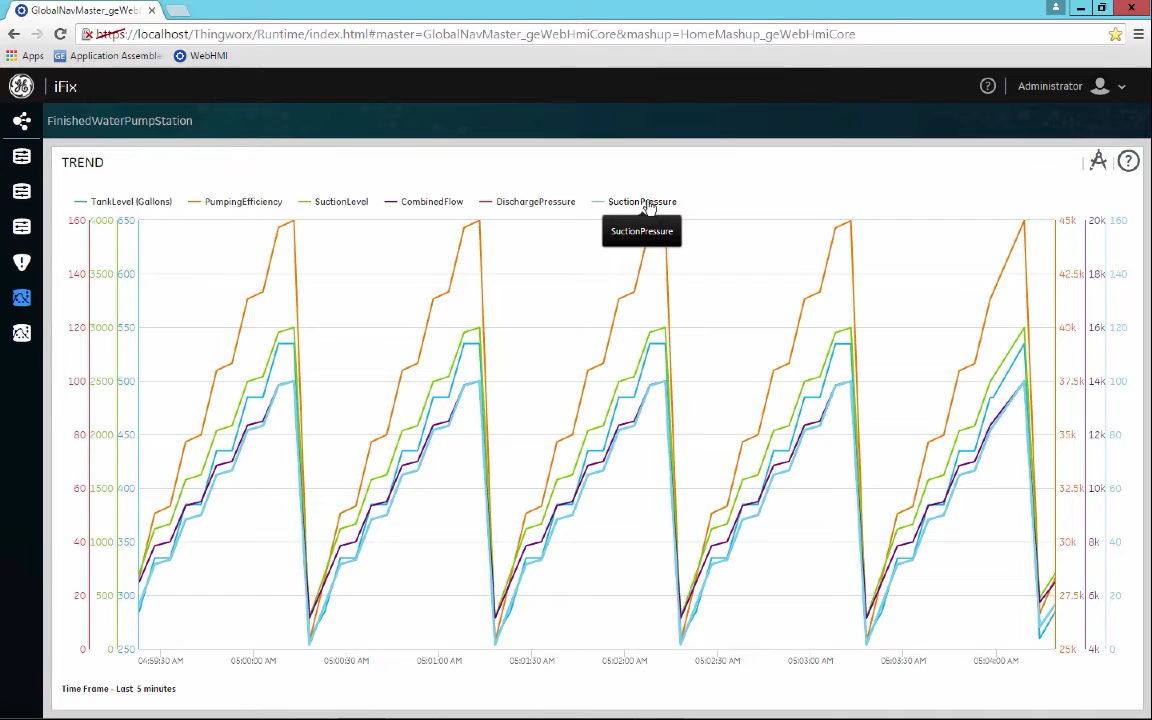 GlobalNavMaster_geWebH
https://localhost/Thingworx/Runtime/index.html#master=GlobalNavMaster_geWebHmiCore&mashup=HomeMashup_geWebHmiCore
Apps GE Application Assemble WebHMI
iFix
? Administrator
FinishedWaterPumpStation
TREND
?
TankLevel (Gallons) PumpingEfficiency SuctionLevel CombinedFlow DischargePressure SuctionPressure
SuctionPressure
160 4000 650 45k 20k 160
140 3500 600 42.5k 18k 140
120 3000 550 40k 16k 120
100 2500 500 37.5k 14k 100
80 2000 450 35k 12k 80
60 1500 400 32.5k 10k 60
40 1000 350 30k 8k 40
20 500 300 27.5k 6k 20
0 0 250 25k 4k 0
04:59:30 AM 05:00:00 AM 05:00:30 AM 05:01:00 AM 05:01:30 AM 05:02:00 AM 05:02:30 AM 05:03:00 AM 05:03:30 AM 05:04:00 AM
Time Frame - Last 5 minutes